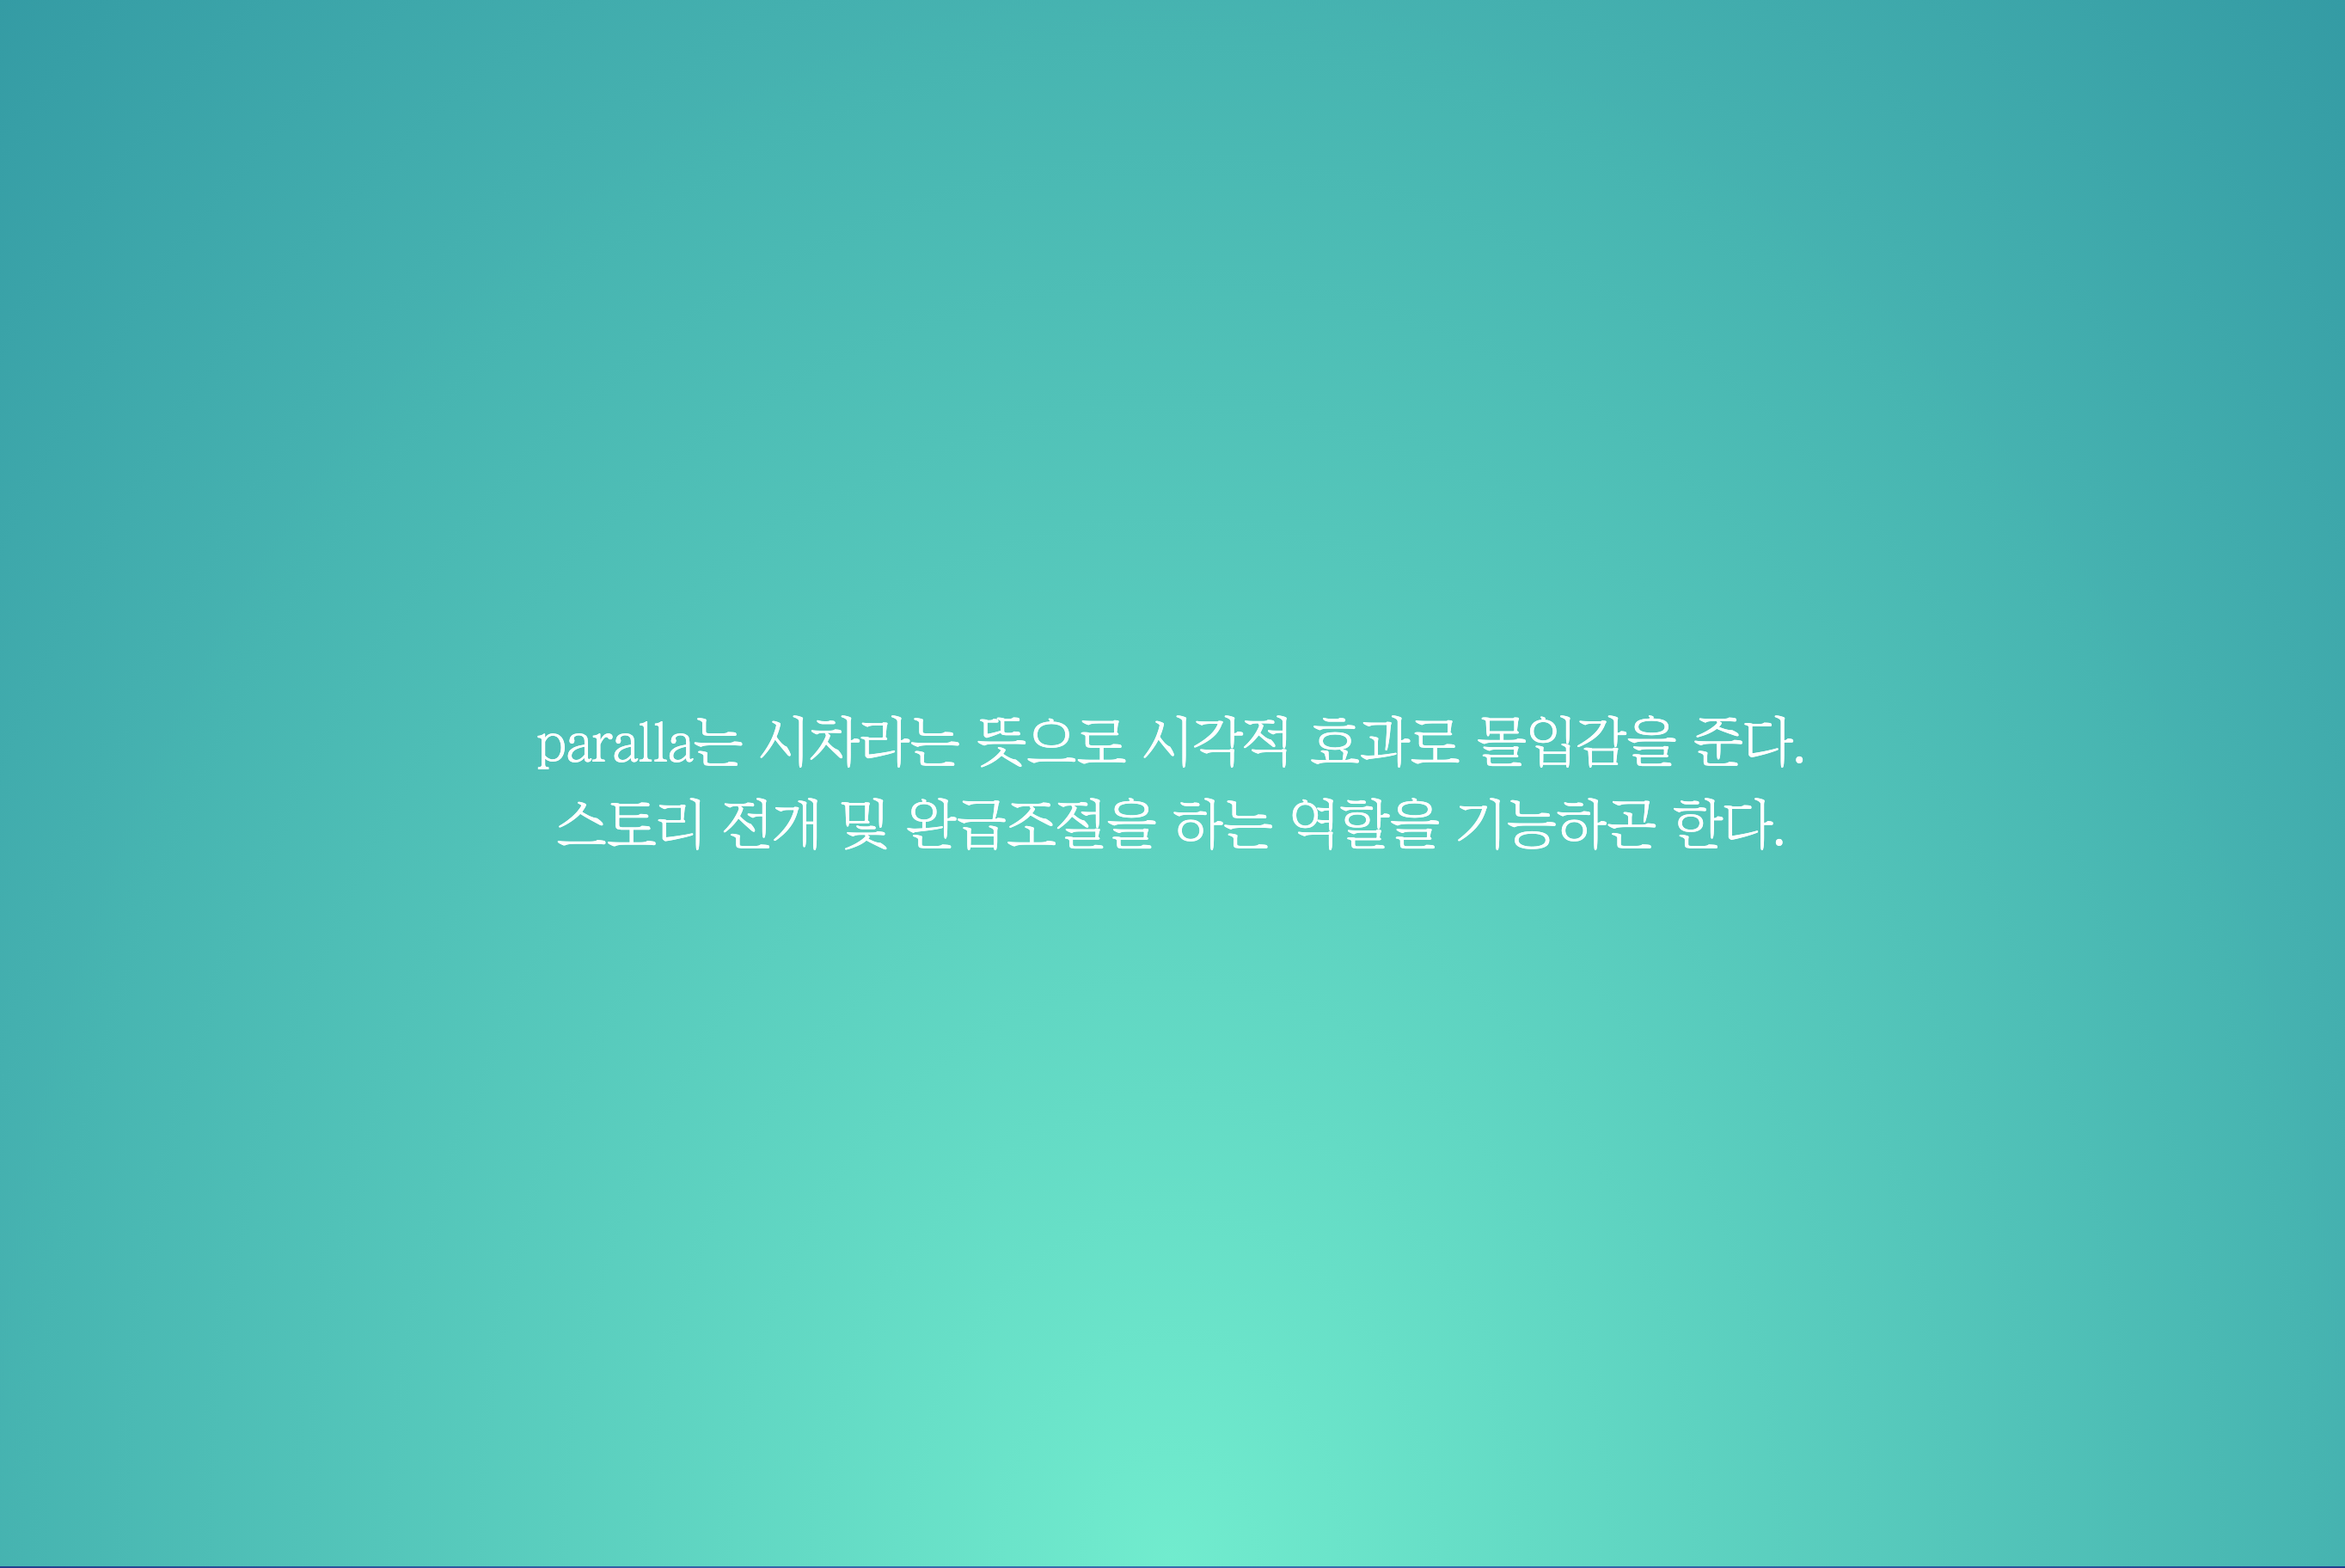 paralla는 시차라는 뜻으로 시각적 효과로 몰입감을 준다.
스토리 전개 및 완급조절을 하는 역할을 가능하고 한다.